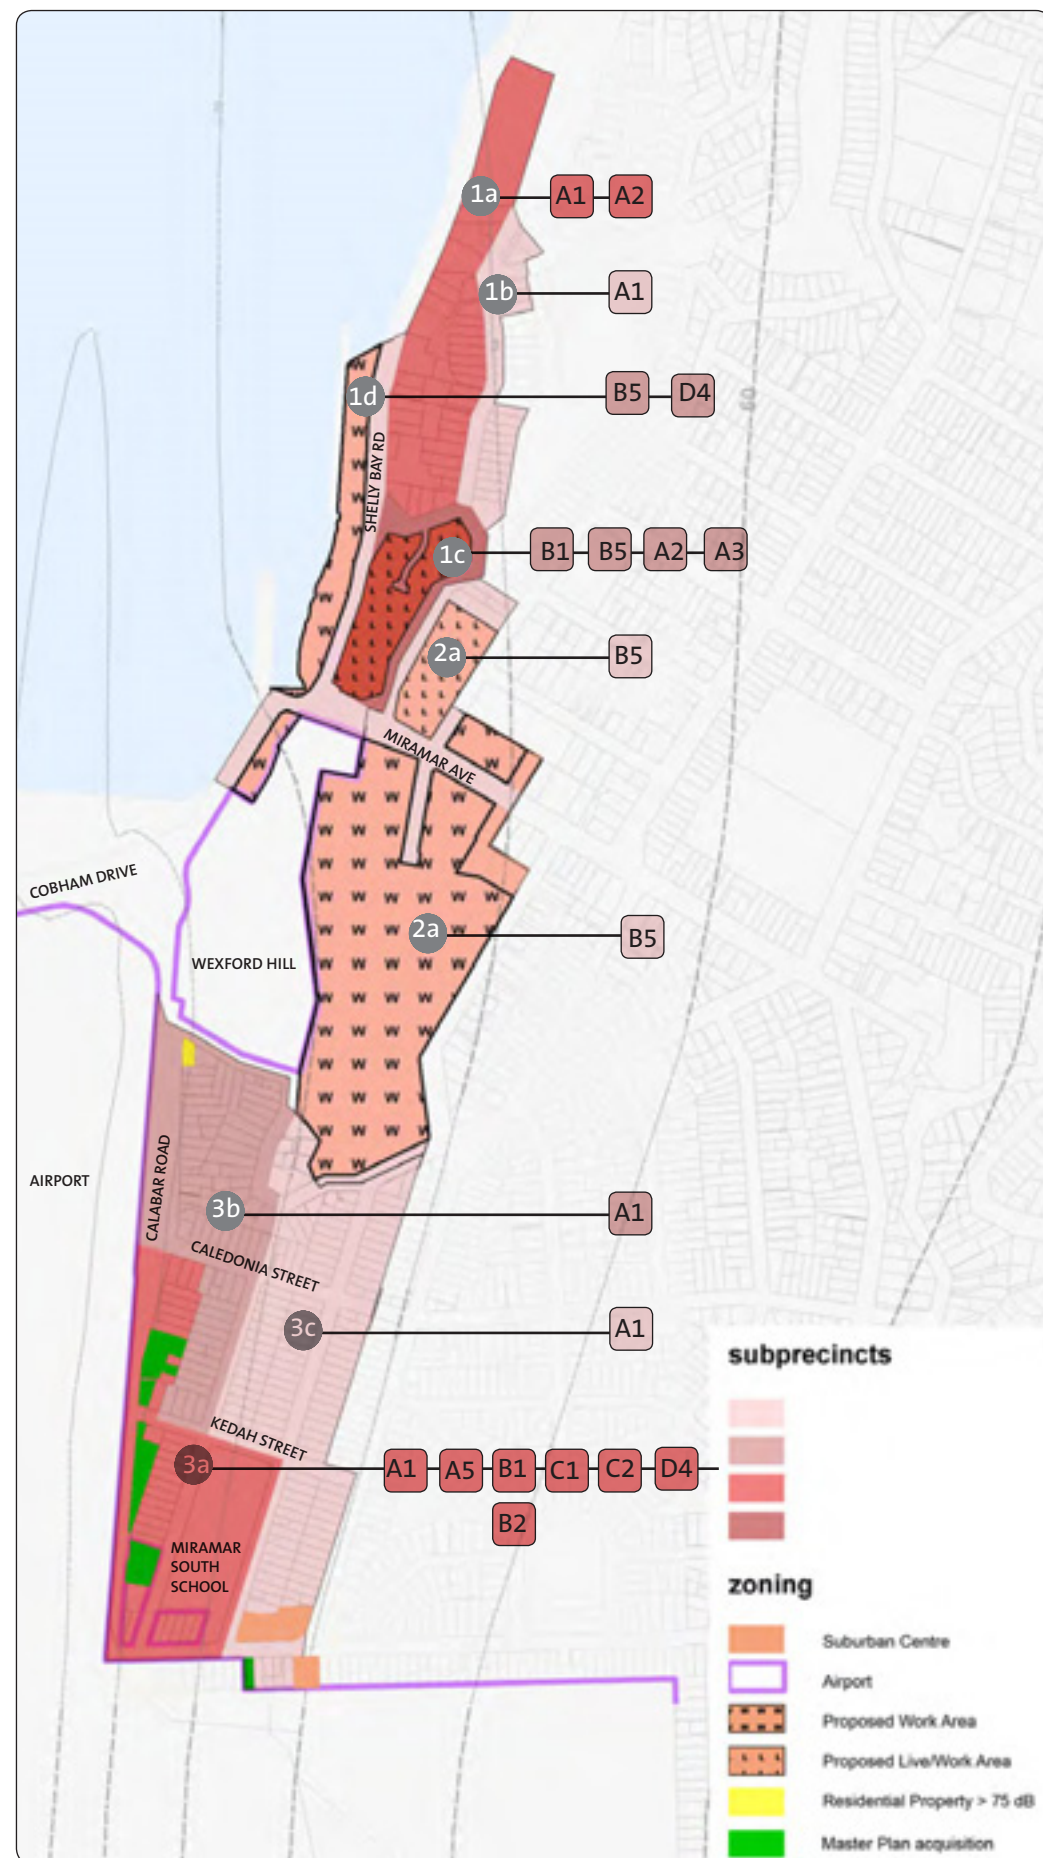 1a A1 A2
1b A1
1d B5 D4
60
SHELLY BAY RD
1c B1 B5 A2 A3
2a B5
MIRAMAR AVE
COBHAM DRIVE
2a B5
WEXFORD HILL
AIRPORT
CALABAR ROAD
3b A1
CALEDONIA STREET
3c A1
subprecincts
KEDAH STREET
3a A1 A5 B1 C1 C2 D4
B2
MIRAMAR
SOUTH
SCHOOL
zoning
Suburban Centre
Airport
Proposed Work Area
Proposed Live/Work Area
Residential Property > 75 dB
Master Plan acquisition